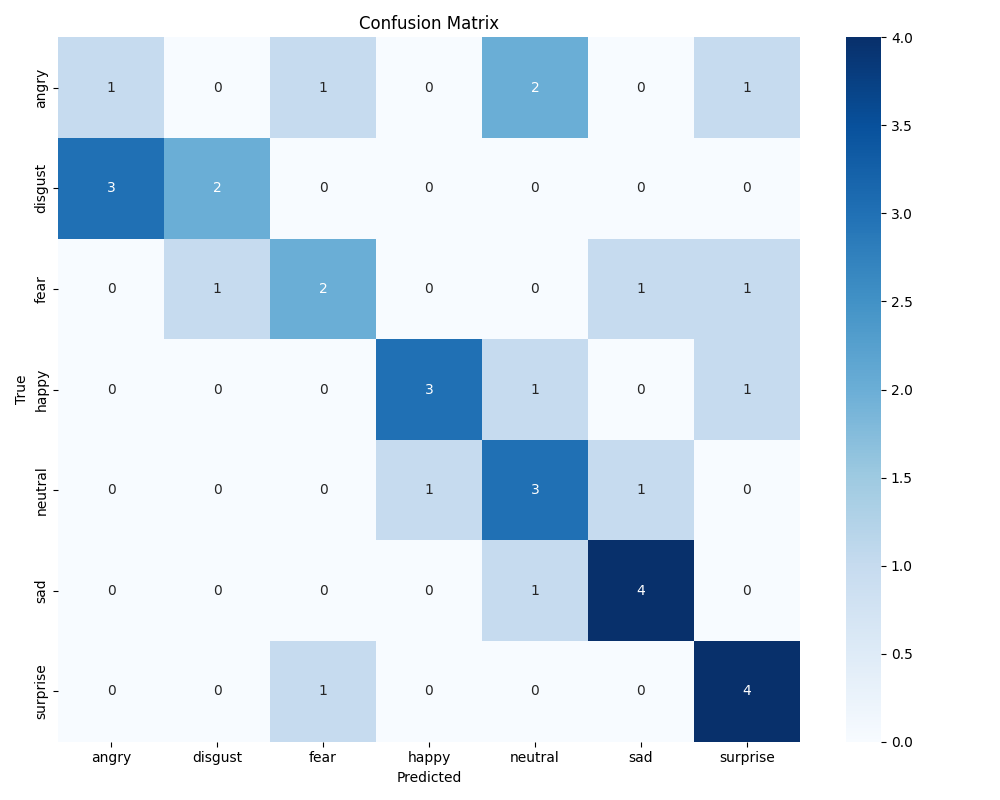 Confusion Matrix
angry 1 0 1 0 2 0 1
disgust 3 2 0 0 0 0 0
fear 0 1 2 0 0 1 1
happy 0 0 0 3 1 0 1
neutral 0 0 0 1 3 1 0
sad 0 0 0 0 1 4 0
surprise 0 0 1 0 0 0 4
True
angry disgust fear happy neutral sad surprise
Predicted
4.0
3.5
3.0
2.5
2.0
1.5
1.0
0.5
0.0